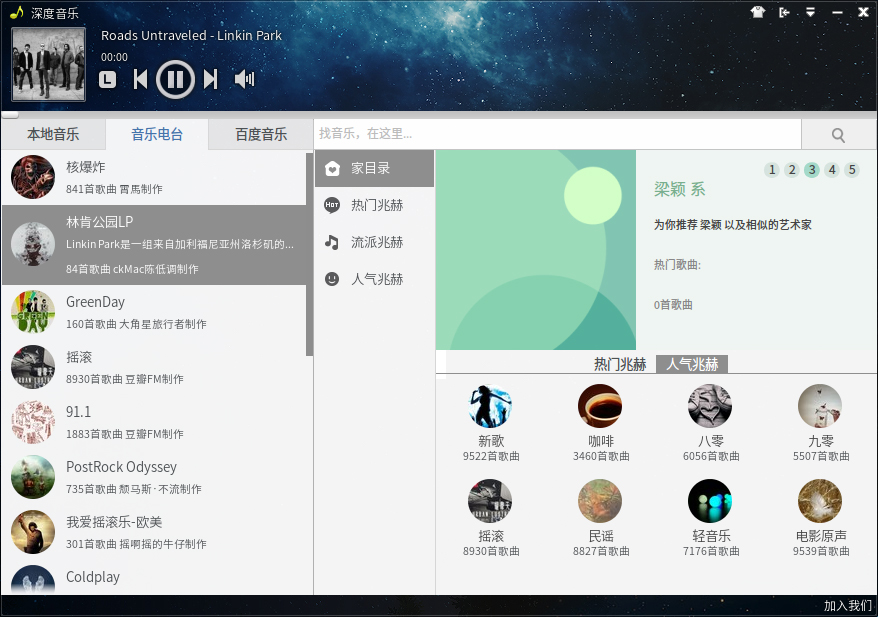 深度音乐
Roads Untraveled - Linkin Park
00:00
L
本地音乐
音乐电台
百度音乐
找音乐，在这里...
核爆炸
841首歌曲 霄馬制作
林肯公园LP
Linkin Park是一组来自加利福尼亚州洛杉矶的...
84首歌曲 ckMac陈低调制作
GreenDay
160首歌曲 大角星旅行者制作
摇滚
8930首歌曲 豆瓣FM制作
91.1
1883首歌曲 豆瓣FM制作
PostRock Odyssey
735首歌曲 颓马斯·不流制作
我爱摇滚乐-欧美
301首歌曲 摇啊摇的牛仔制作
Coldplay
家目录
HOT 热门兆赫
流派兆赫
人气兆赫
1 2 3 4 5
梁颖 系
为你推荐 梁颖 以及相似的艺术家
热门歌曲:
0首歌曲
热门兆赫
人气兆赫
新歌
9522首歌曲
咖啡
3460首歌曲
八零
6056首歌曲
九零
5507首歌曲
摇滚
8930首歌曲
民谣
8827首歌曲
轻音乐
7176首歌曲
电影原声
9539首歌曲
加入我们